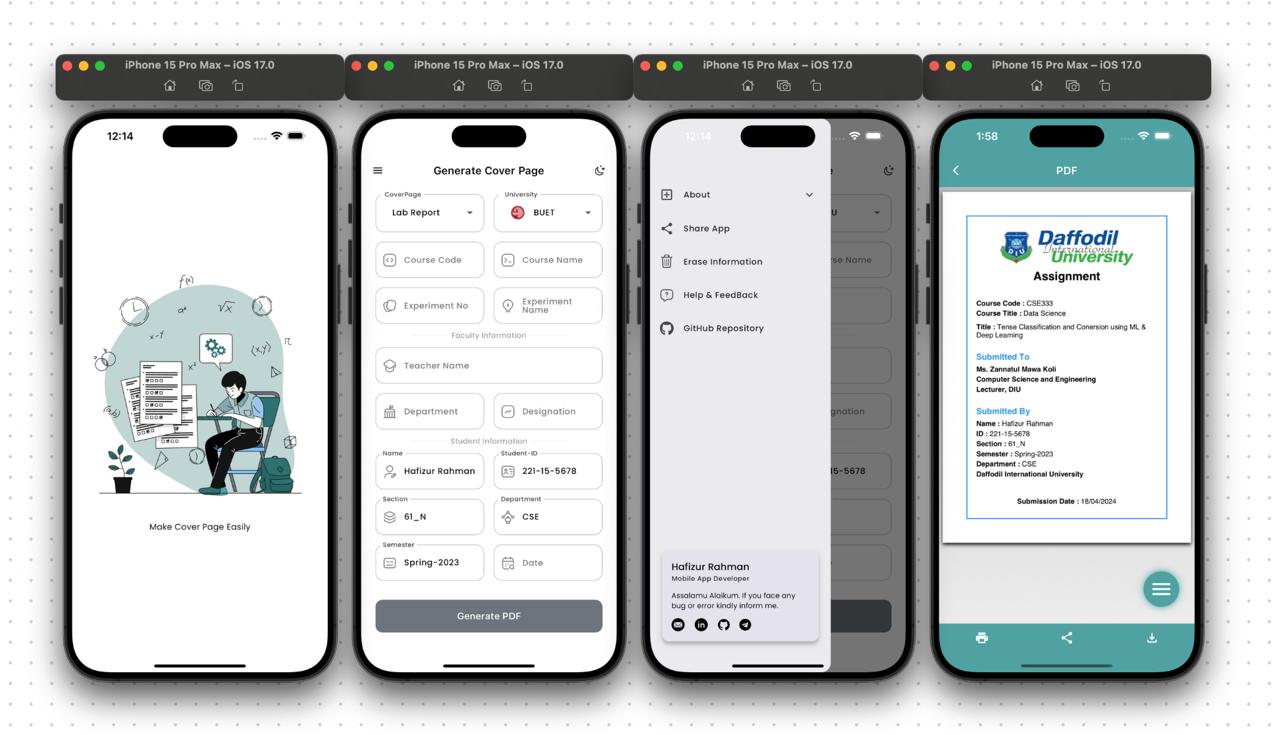 iPhone 15 Pro Max – iOS 17.0
12:14
f(x)
√x
x-y
(x,y)
x²
Make Cover Page Easily
iPhone 15 Pro Max – iOS 17.0
Generate Cover Page
CoverPage
Lab Report
University
BUET
Course Code
Course Name
Experiment No
Experiment
Name
Faculty Information
Teacher Name
Department
Designation
Student Information
Name
Hafizur Rahman
Student-ID
221-15-5678
Section
61_N
Department
CSE
Semester
Spring-2023
Date
Generate PDF
iPhone 15 Pro Max – iOS 17.0
12:14
e
About
U
Share App
Erase Information
rse Name
Help & FeedBack
GitHub Repository
gnation
15-5678
Hafizur Rahman
Mobile App Developer
Assalamu Alaikum. If you face any
bug or error kindly inform me.
in
iPhone 15 Pro Max – iOS 17.0
1:58
PDF
DIU
Daffodil
International
University
Assignment
Course Code : CSE333
Course Title : Data Science
Title : Tense Classification and Conersion using ML &
Deep Learning
Submitted To
Ms. Zannatul Mawa Koli
Computer Science and Engineering
Lecturer, DIU
Submitted By
Name : Hafizur Rahman
ID : 221-15-5678
Section : 61_N
Semester : Spring-2023
Department : CSE
Daffodil International University
Submission Date : 18/04/2024